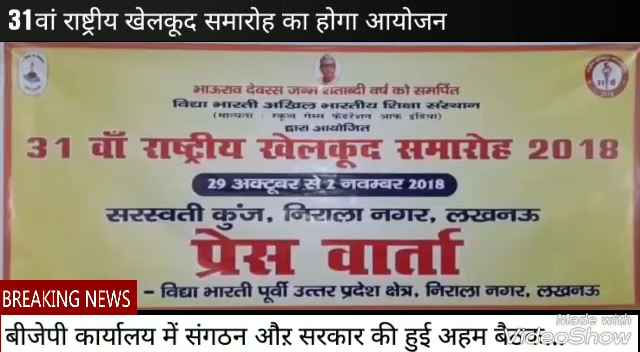 31वां राष्ट्रीय खेलकूद समारोह का होगा आयोजन
भाऊराव देवरस जन्म शताब्दी वर्ष को समर्पित
विद्या भारती अखिल भारतीय शिक्षा संस्थान
(मान्यता : स्कूल गेम्स फेडरेशन आफ इंडिया)
द्वारा आयोजित
31 वाँ राष्ट्रीय खेलकूद समारोह 2018
29 अक्टूबर से 2 नवम्बर 2018
सरस्वती कुंज, निराला नगर, लखनऊ
प्रेस वार्ता
- विद्या भारती पूर्वी उत्तर प्रदेश क्षेत्र, निराला नगर, लखनऊ
BREAKING NEWS
Made with
VideoShow
बीजेपी कार्यालय में संगठन और सरकार की हुई अहम बैठक...